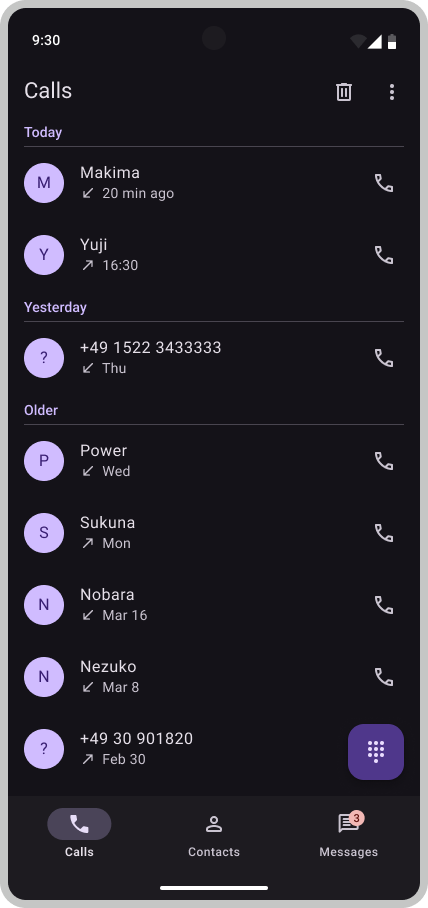 9:30
Calls
Today
M
Makima
20 min ago
Y
Yuji
16:30
Yesterday
?
+49 1522 3433333
Thu
Older
P
Power
Wed
S
Sukuna
Mon
N
Nobara
Mar 16
N
Nezuko
Mar 8
?
+49 30 901820
Feb 30
3
Calls
Contacts
Messages